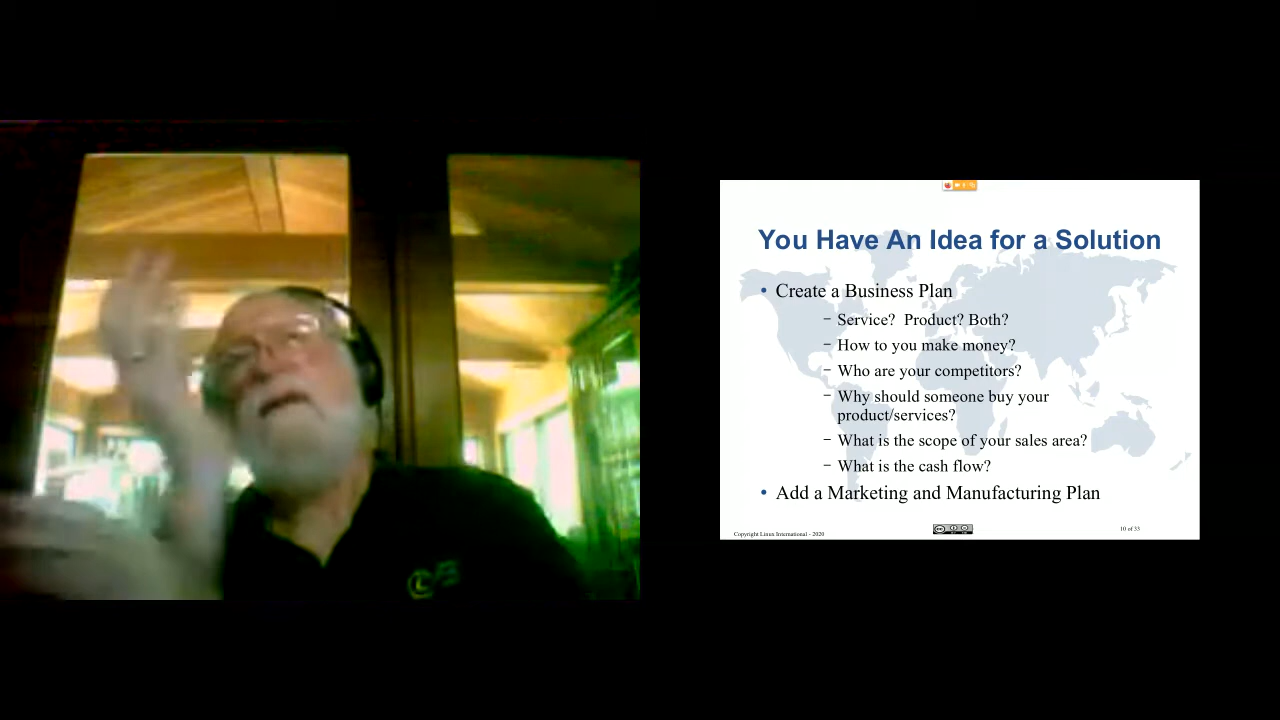 You Have An Idea for a Solution
• Create a Business Plan
– Service? Product? Both?
– How to you make money?
– Who are your competitors?
– Why should someone buy your
product/services?
– What is the scope of your sales area?
– What is the cash flow?
• Add a Marketing and Manufacturing Plan
Copyright Linux International - 2020
10 of 33